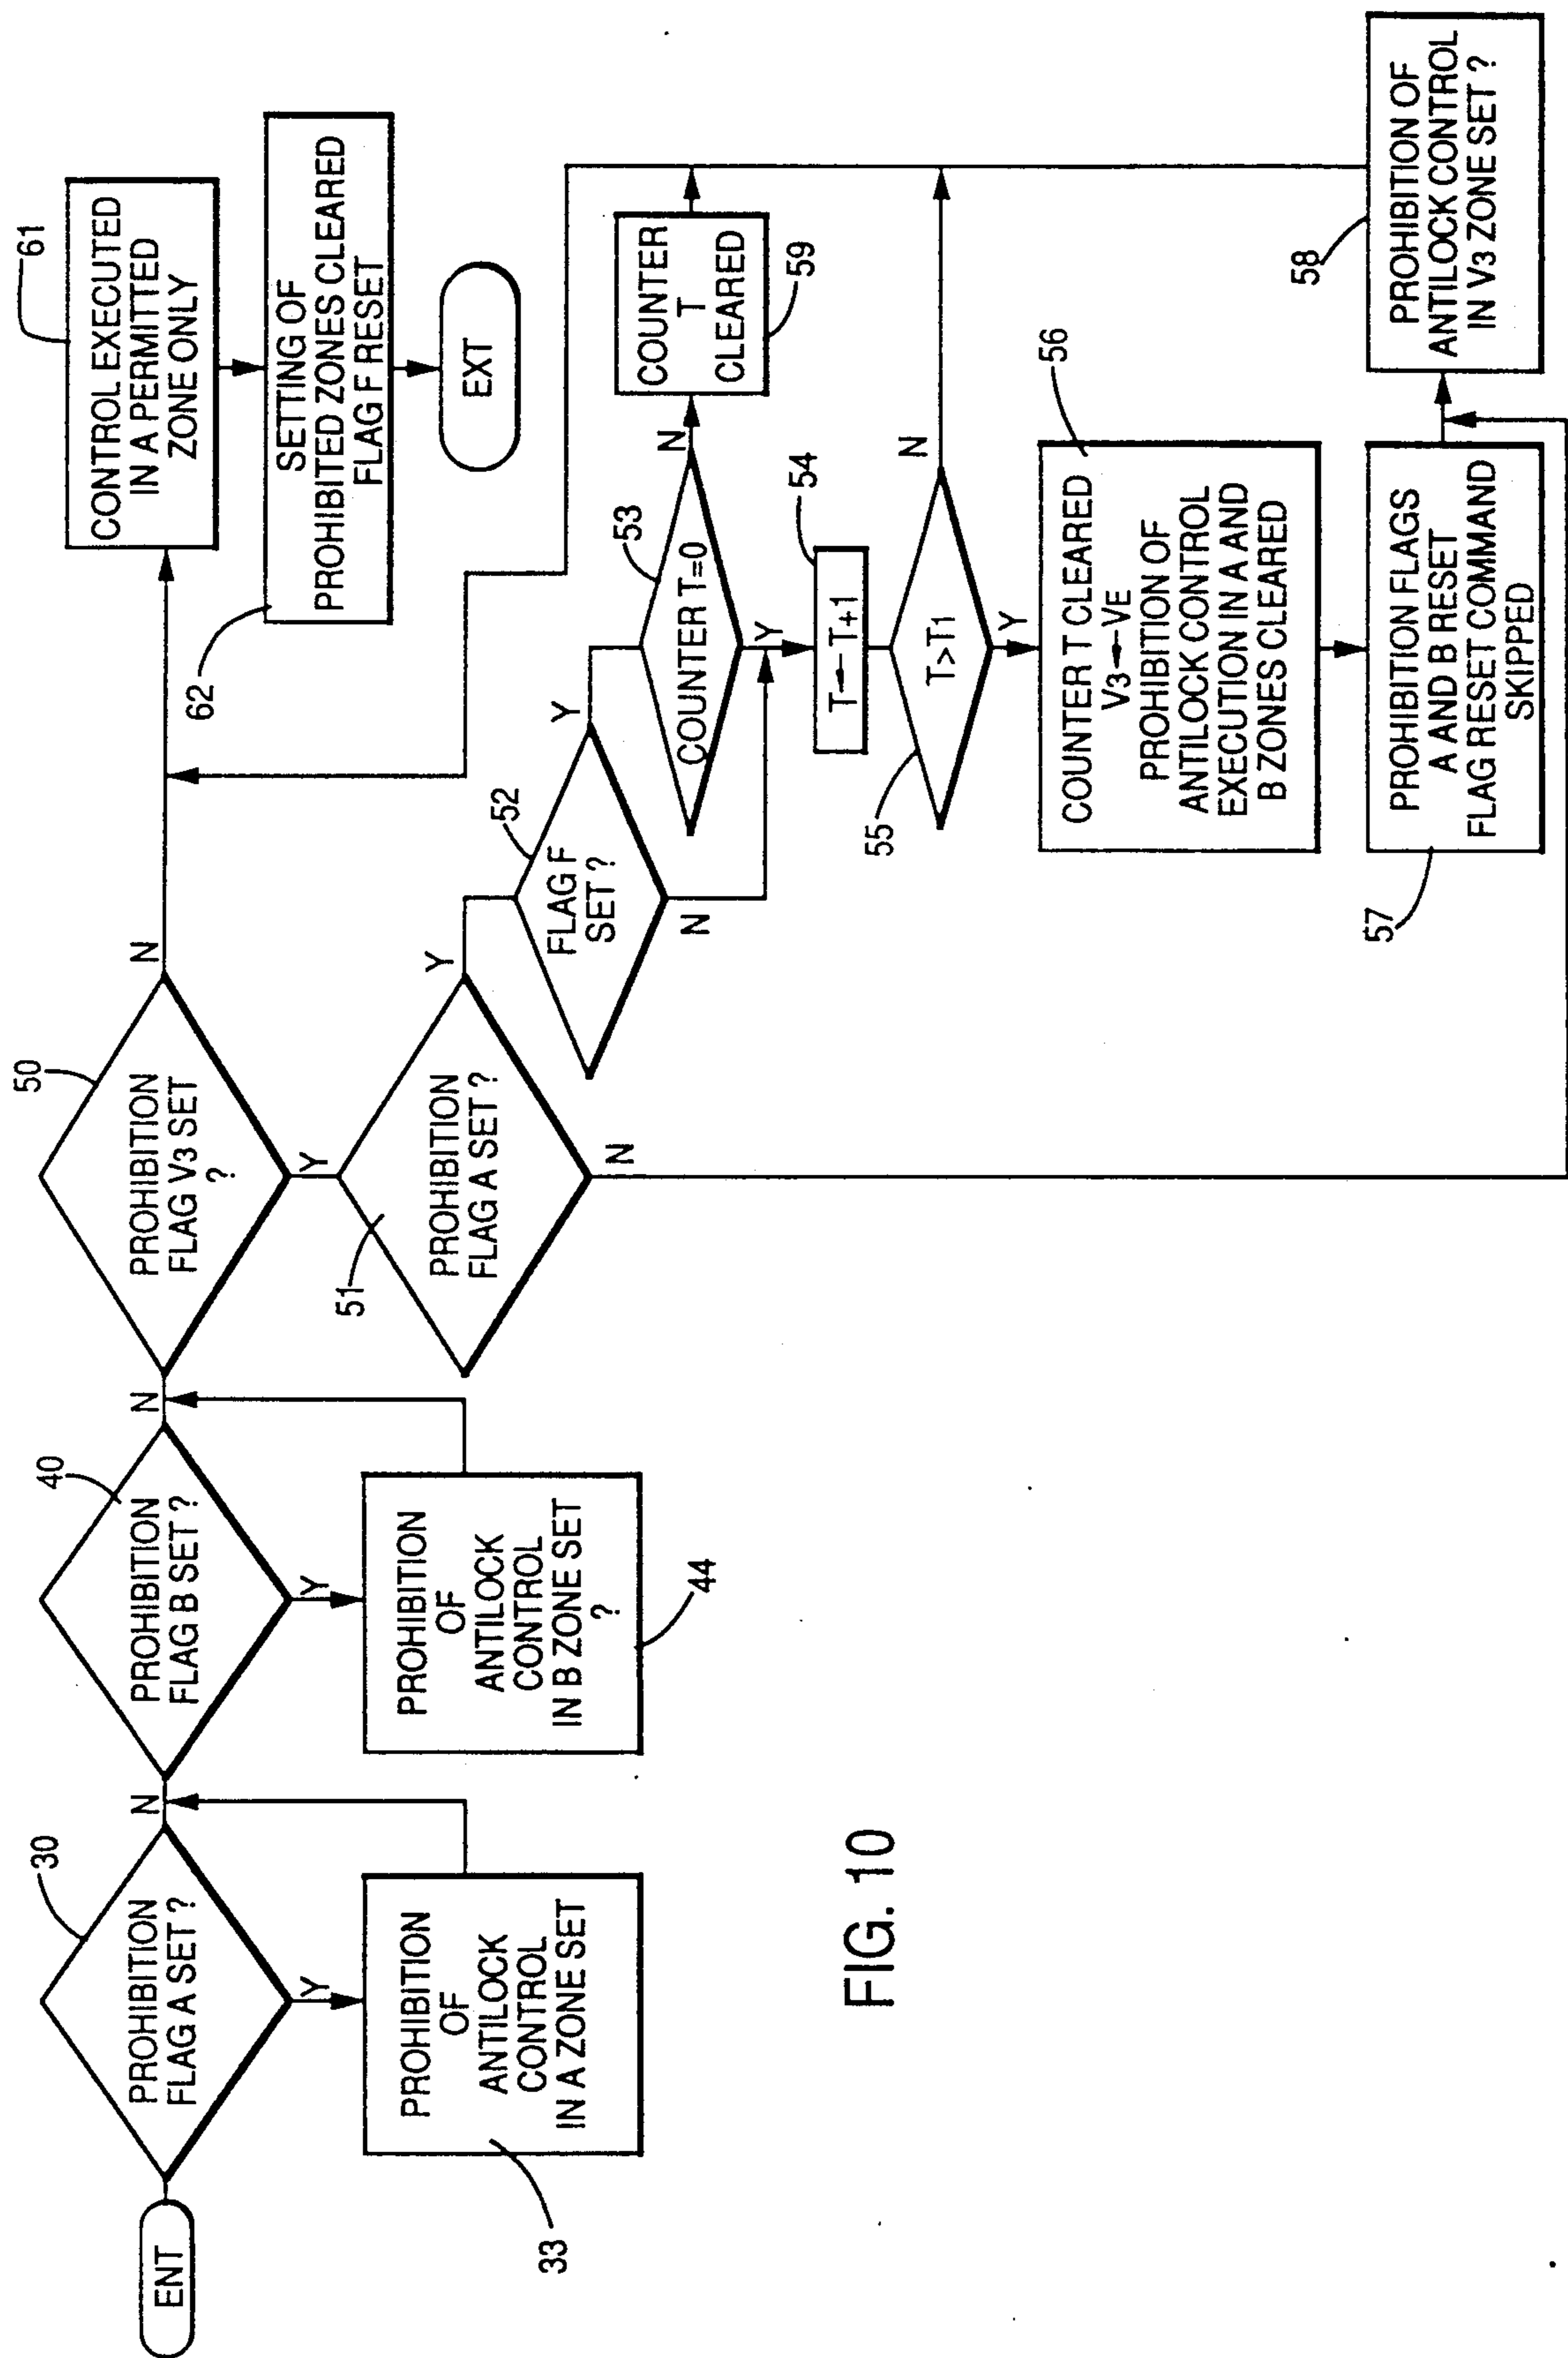 ENT
30
PROHIBITION
FLAG A SET ?
N
Y
PROHIBITION
OF
ANTILOCK
CONTROL
IN A ZONE SET
33
40
PROHIBITION
FLAG B SET ?
N
Y
PROHIBITION
OF
ANTILOCK
CONTROL
IN B ZONE SET
?
44
50
PROHIBITION
FLAG V3 SET
?
N
Y
51
PROHIBITION
FLAG A SET ?
Y
N
52
FLAG F
SET ?
Y
N
53
COUNTER T=0
N
Y
COUNTER
T
CLEARED
59
54
T←T+1
55
T>T1
N
Y
56
COUNTER T CLEARED
V3←VE
PROHIBITION OF
ANTILOCK CONTROL
EXECUTION IN A AND
B ZONES CLEARED
57
PROHIBITION FLAGS
A AND B RESET
FLAG RESET COMMAND
SKIPPED
58
PROHIBITION OF
ANTILOCK CONTROL
IN V3 ZONE SET ?
61
CONTROL EXECUTED
IN A PERMITTED
ZONE ONLY
62
SETTING OF
PROHIBITED ZONES CLEARED
FLAG F RESET
EXT
FIG. 10